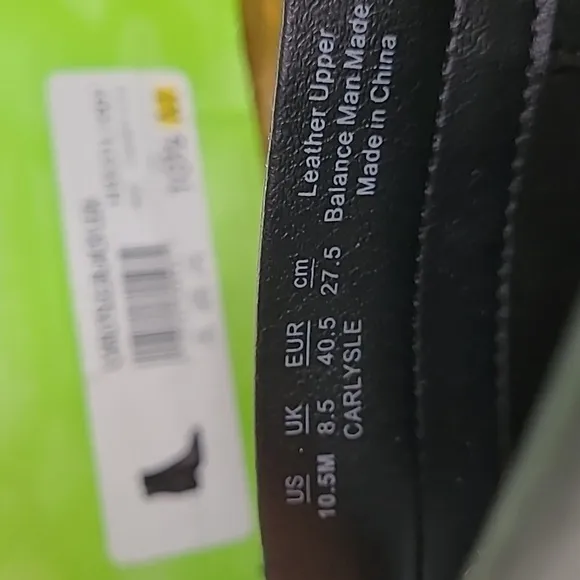 US UK EUR cm Leather Upper
10.5M 8.5 40.5 27.5 Balance Man Made
CARLYSLE Made in China